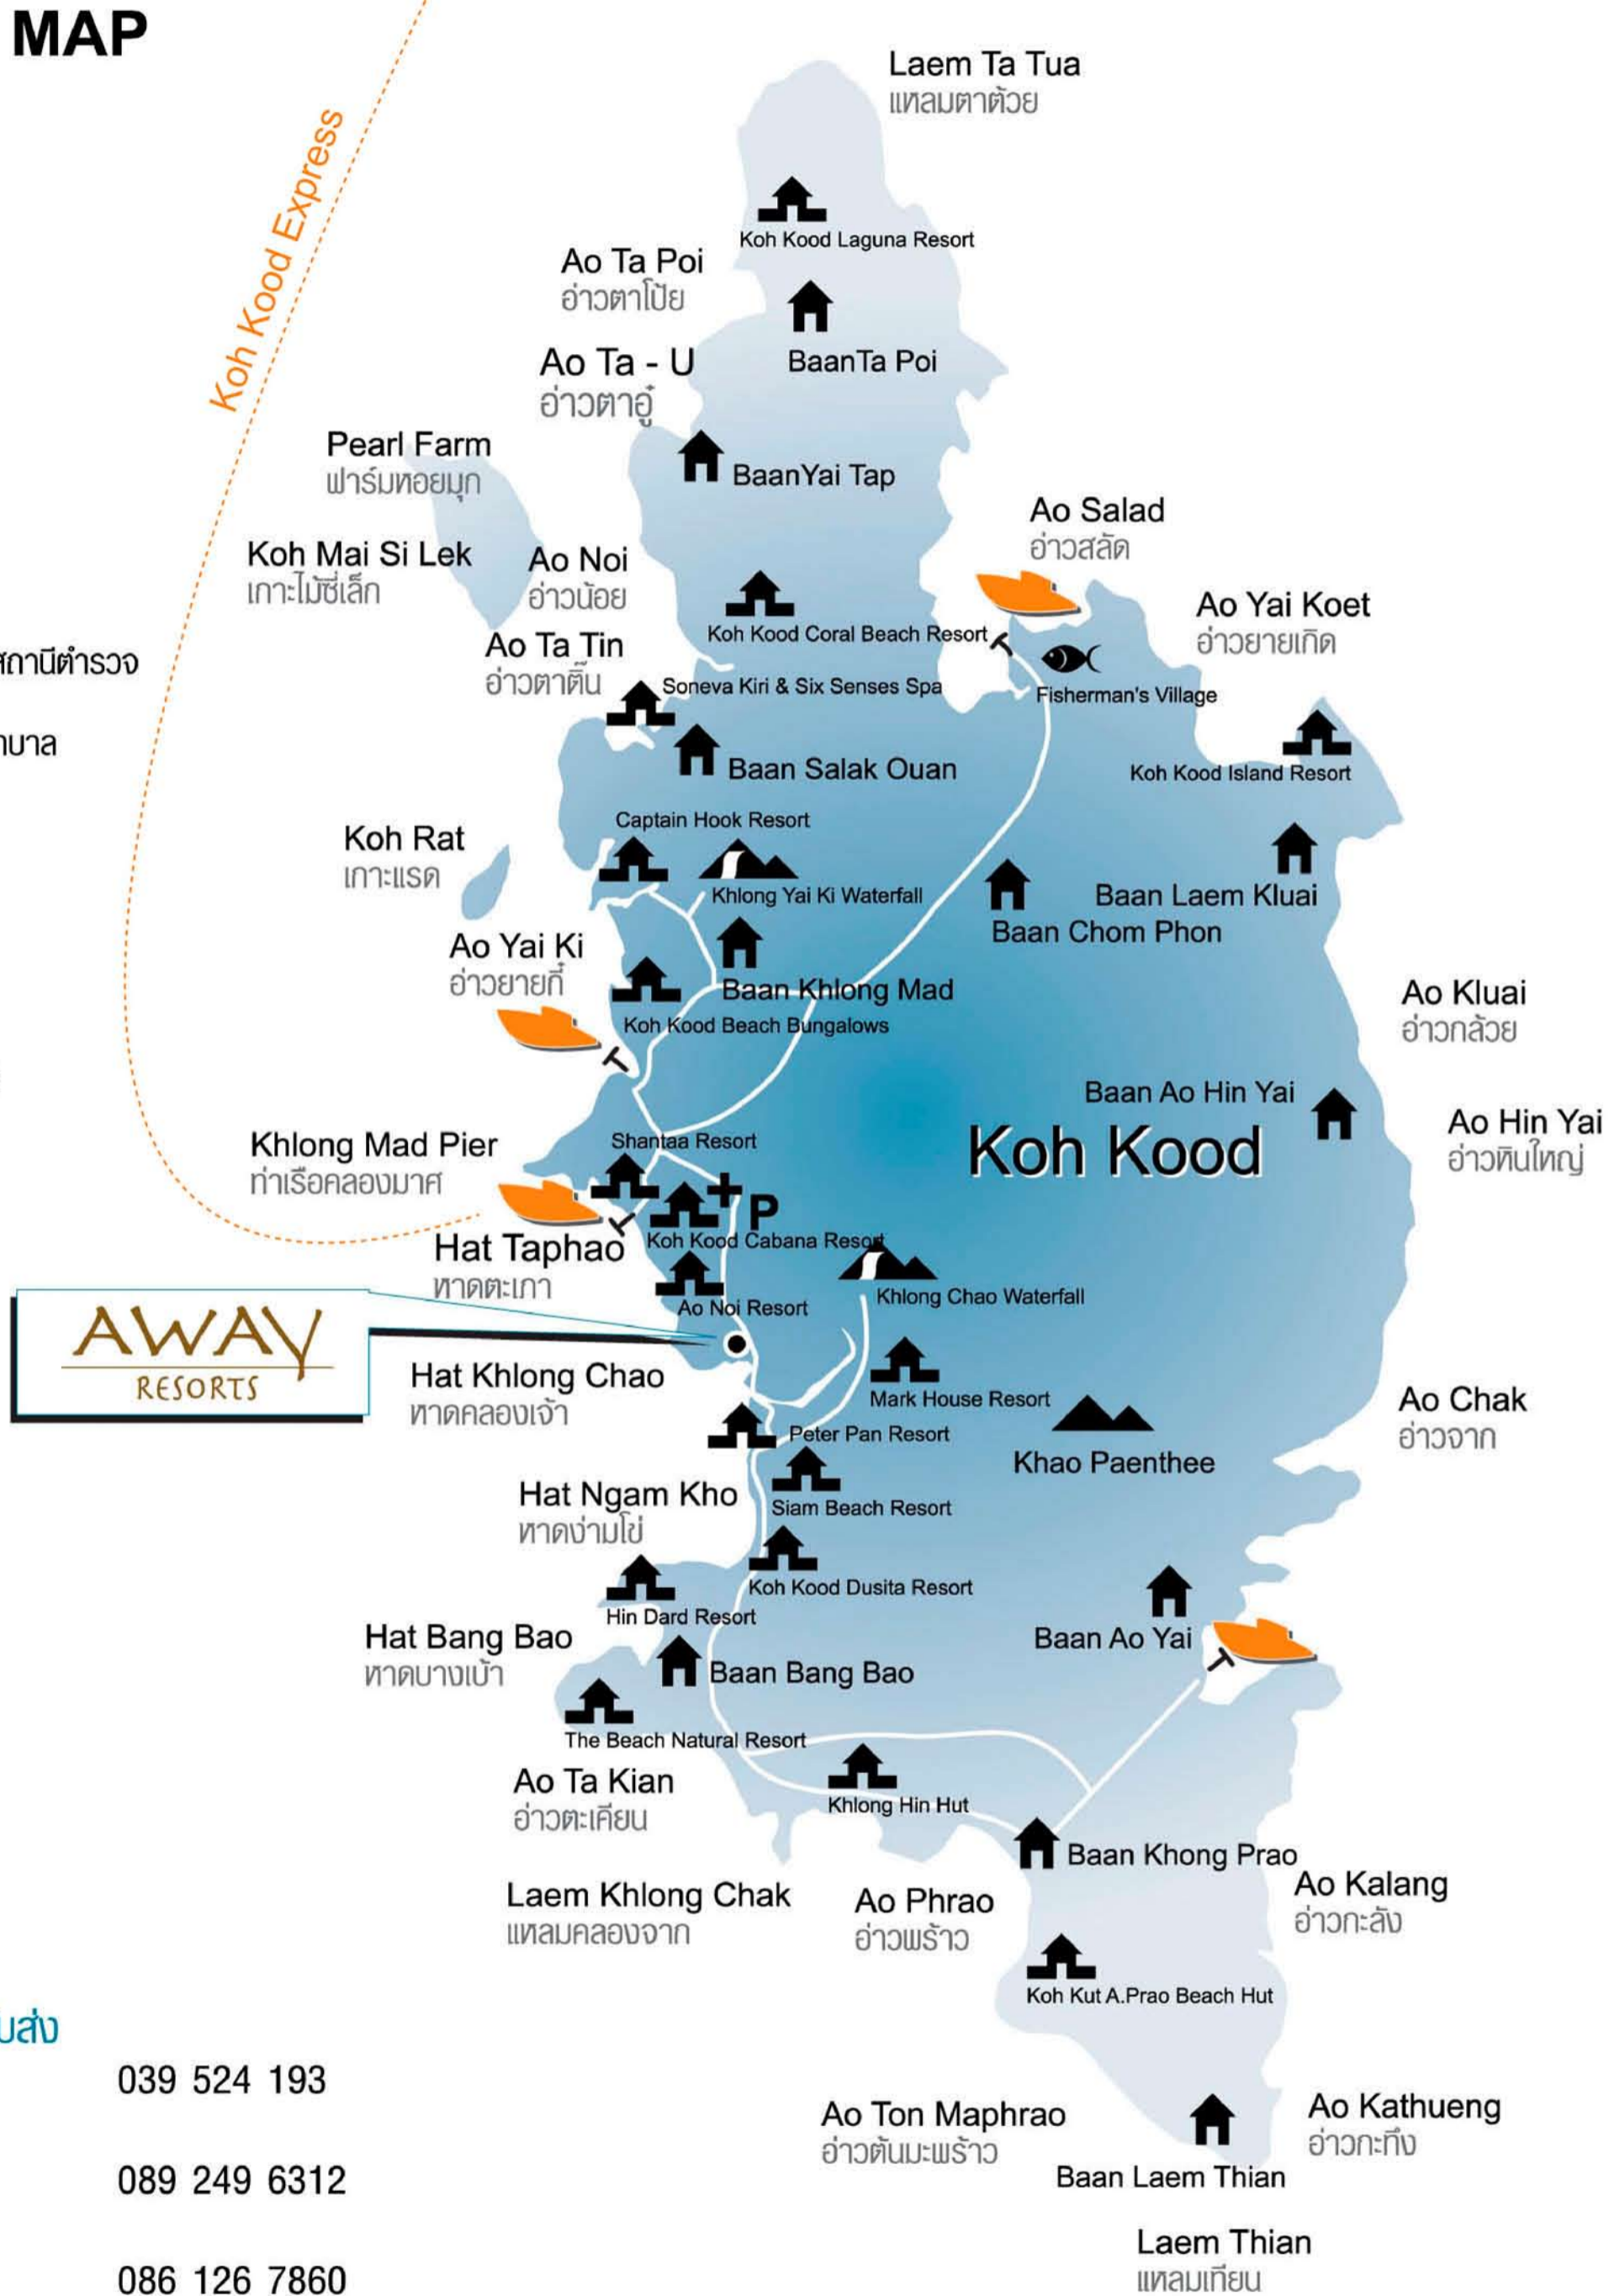 MAP
Koh Kood Express
Laem Ta Tua
แหลมตาต้วย
Koh Kood Laguna Resort
Ao Ta Poi
อ่าวตาโป้ย
BaanTa Poi
Ao Ta - U
อ่าวตาอู๋
Pearl Farm
ฟาร์มหอยมุก
BaanYai Tap
Ao Salad
อ่าวสลัด
Koh Mai Si Lek
เกาะไม้ซี่เล็ก
Ao Noi
อ่าวน้อย
Ao Yai Koet
อ่าวยายเกิด
Koh Kood Coral Beach Resort
Ao Ta Tin
อ่าวตาติ๊น
สถานีตำรวจ
Soneva Kiri & Six Senses Spa
Fisherman's Village
Baan Salak Ouan
Koh Kood Island Resort
Captain Hook Resort
Koh Rat
เกาะแรด
Khlong Yai Ki Waterfall
Baan Laem Kluai
Baan Chom Phon
Ao Yai Ki
อ่าวยายกี๋
Baan Khlong Mad
Ao Kluai
อ่าวกล้วย
Koh Kood Beach Bungalows
Baan Ao Hin Yai
Ao Hin Yai
อ่าวหินใหญ่
Khlong Mad Pier
ท่าเรือคลองมาศ
Shantaa Resort
Koh Kood
P
Hat Taphao
หาดตะเภา
Koh Kood Cabana Resort
Khlong Chao Waterfall
Ao Noi Resort
AWAY
RESORTS
Hat Khlong Chao
หาดคลองเจ้า
Mark House Resort
Ao Chak
อ่าวจาก
Peter Pan Resort
Khao Paenthee
Hat Ngam Kho
หาดง่ามโข่
Siam Beach Resort
Koh Kood Dusita Resort
Hin Dard Resort
Hat Bang Bao
หาดบางเบ้า
Baan Ao Yai
Baan Bang Bao
The Beach Natural Resort
Ao Ta Kian
อ่าวตะเคียน
Khlong Hin Hut
Baan Khong Prao
Laem Khlong Chak
แหลมคลองจาก
Ao Phrao
อ่าวพร้าว
Ao Kalang
อ่าวกะลัง
Koh Kut A.Prao Beach Hut
039 524 193
Ao Ton Maphrao
อ่าวต้นมะพร้าว
Ao Kathueng
อ่าวกะทึง
Baan Laem Thian
089 249 6312
Laem Thian
แหลมเทียน
086 126 7860